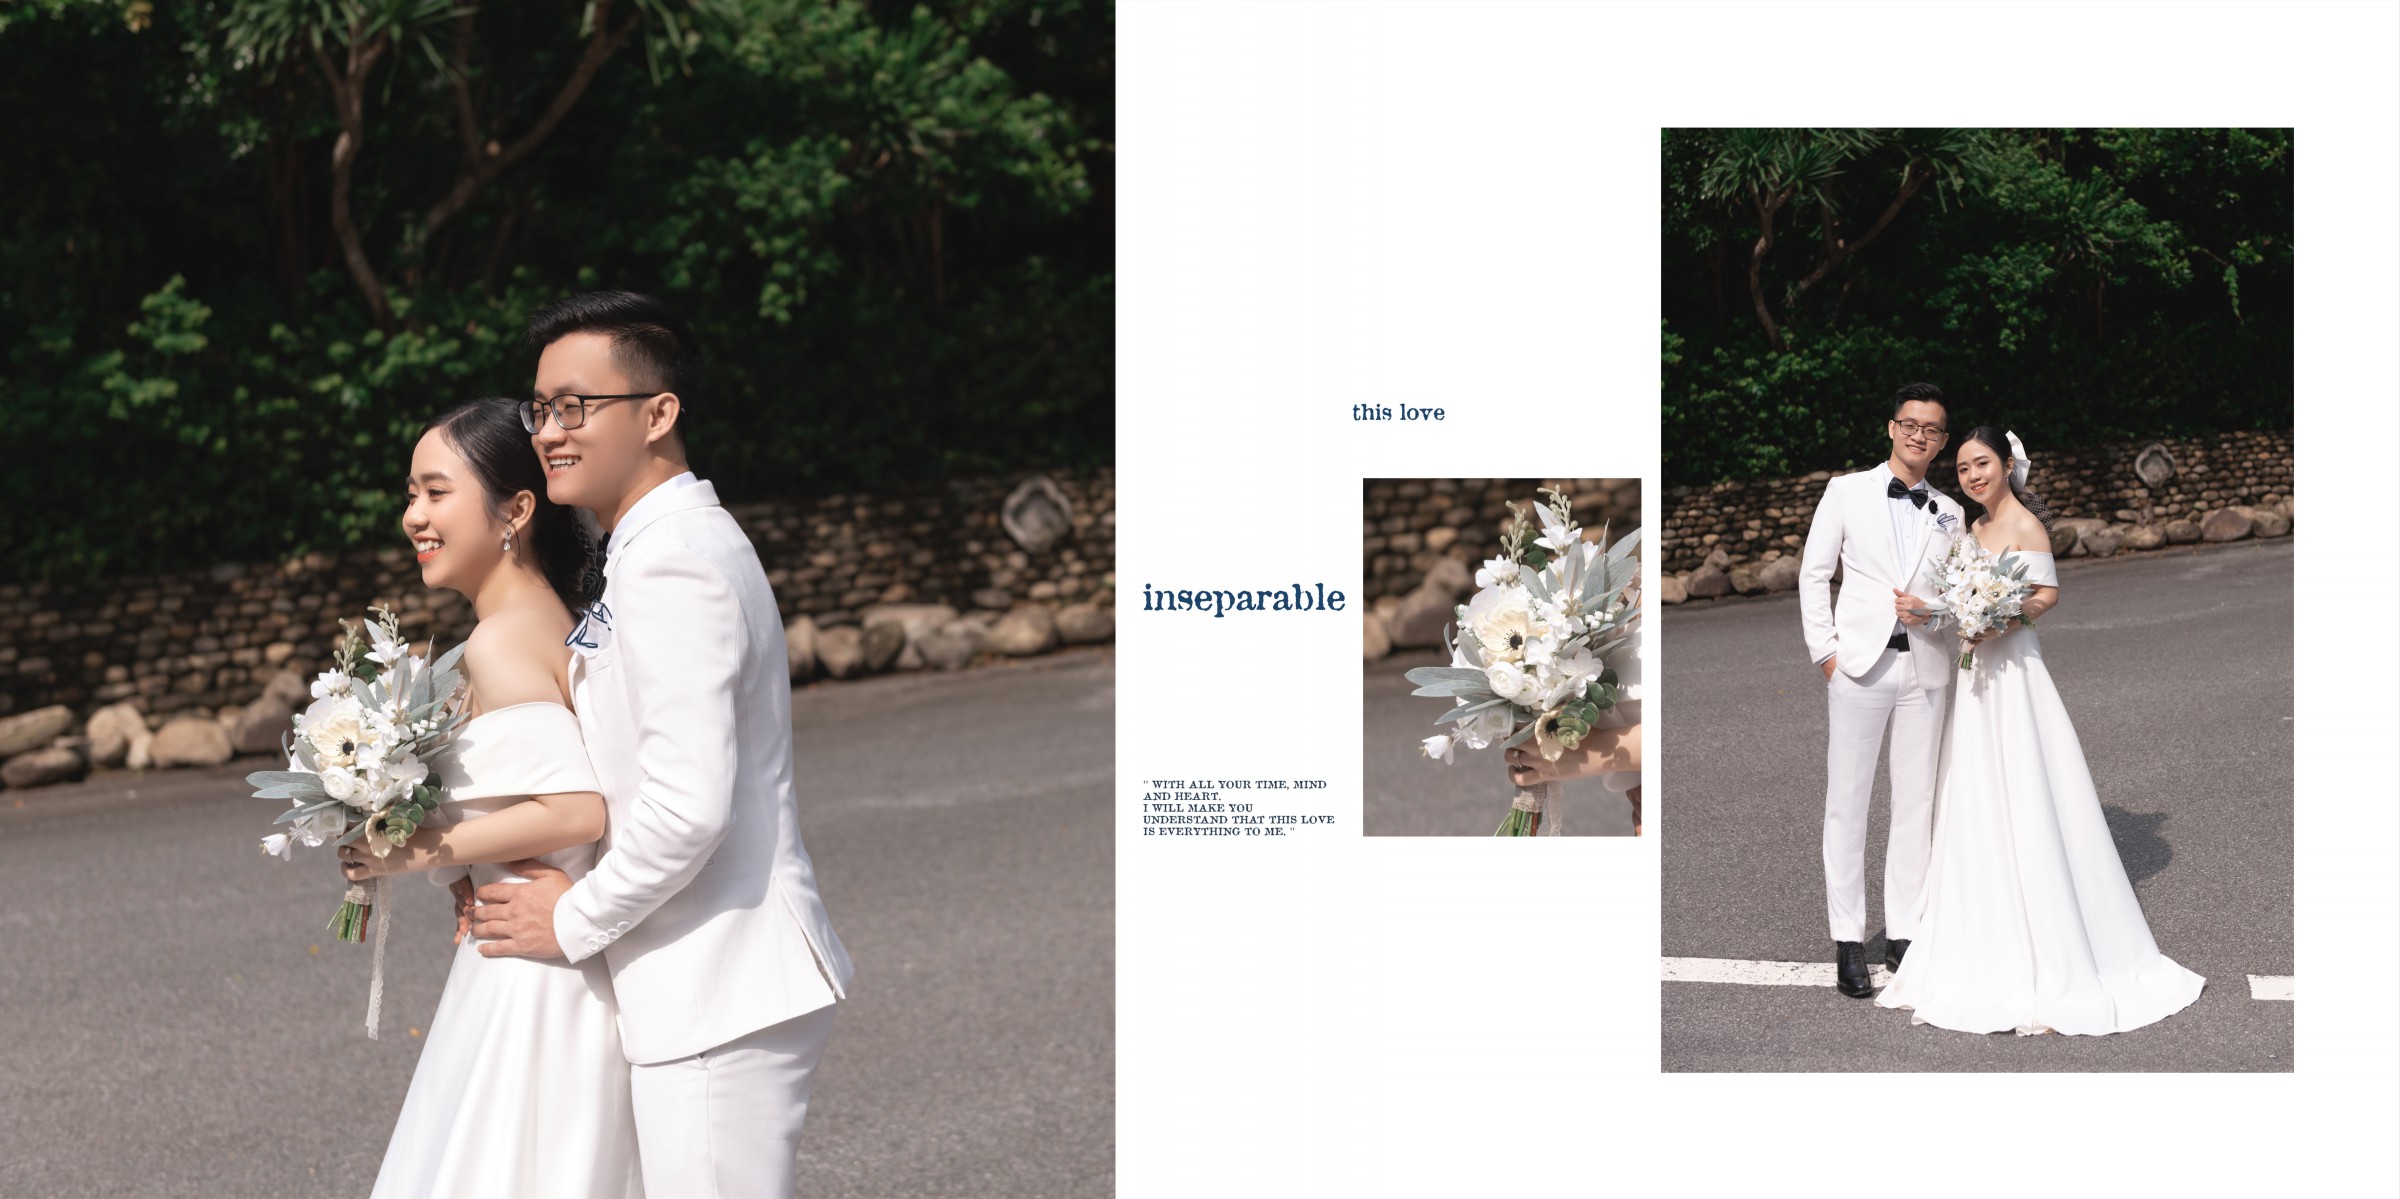 this love
inseparable
" WITH ALL YOUR TIME, MIND
AND HEART.
I WILL MAKE YOU
UNDERSTAND THAT THIS LOVE
IS EVERYTHING TO ME. "